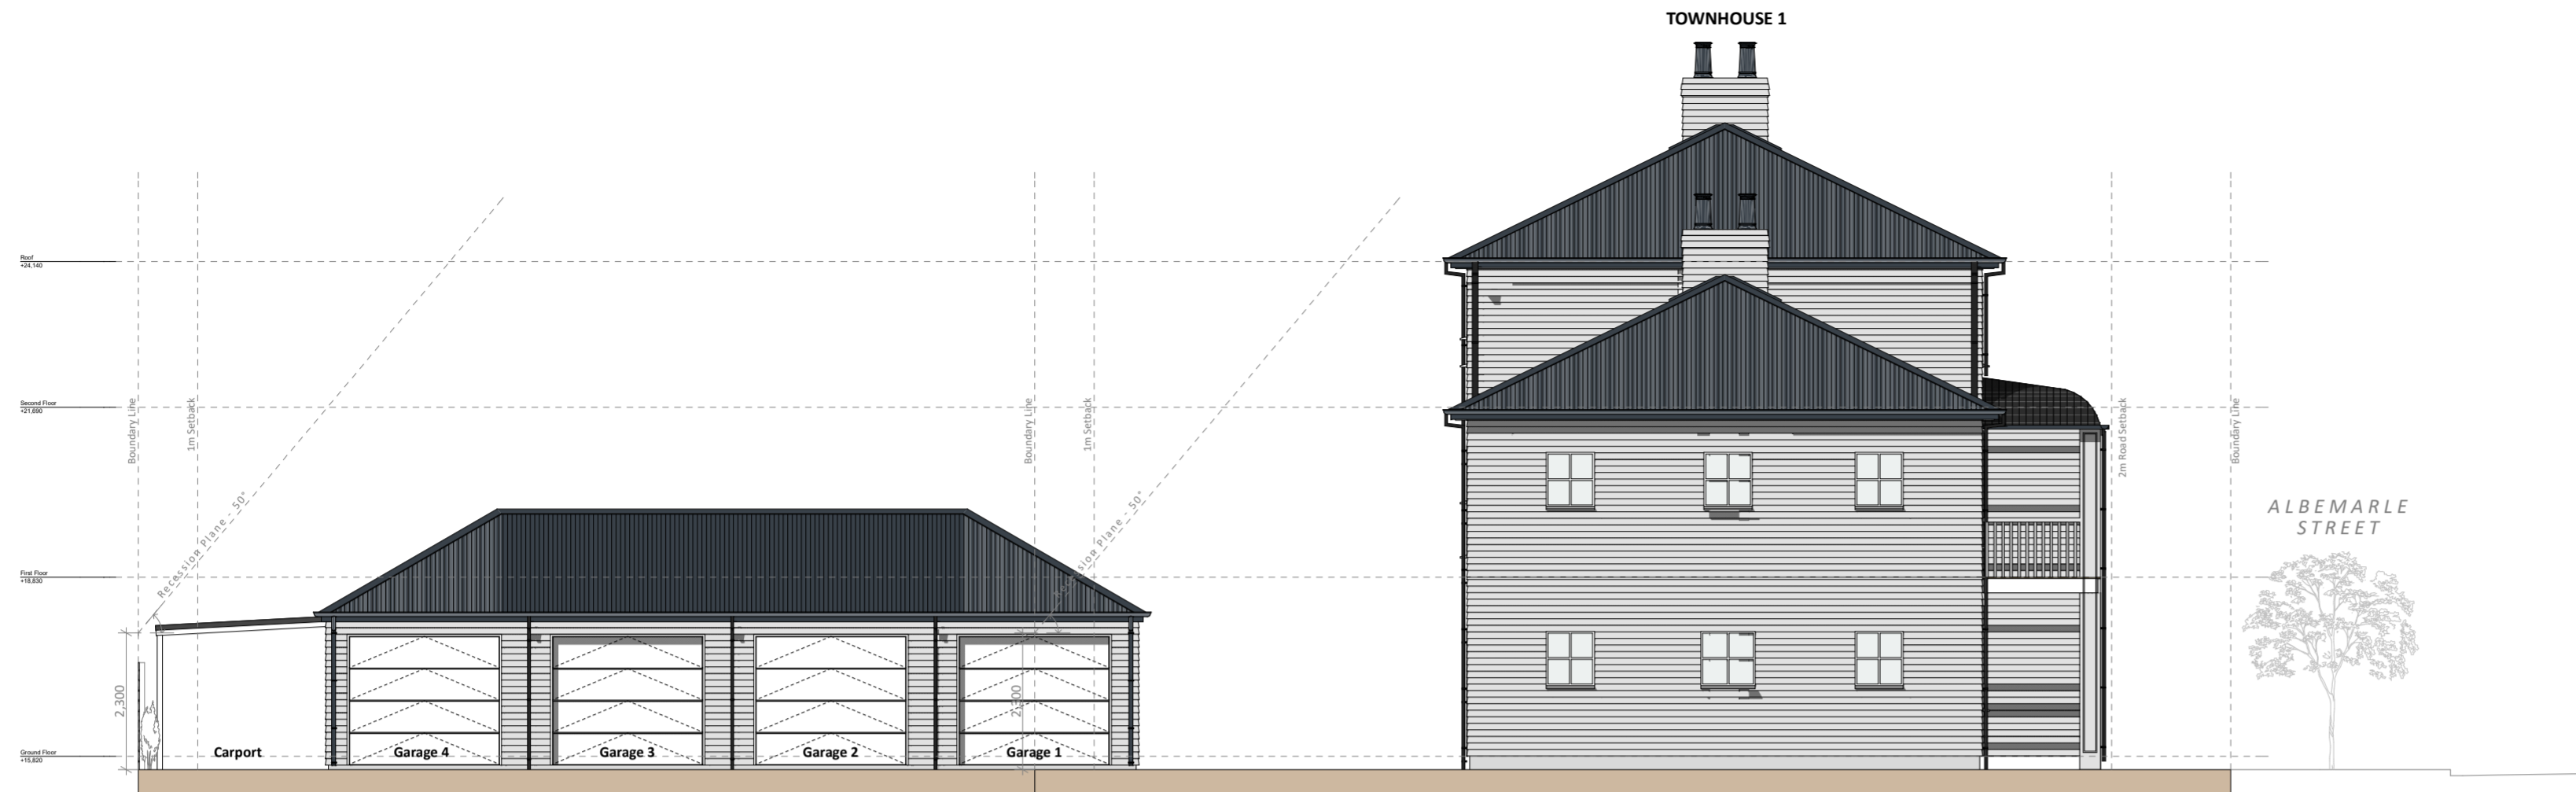 TOWNHOUSE 1
Roof
+24,140
Second Floor
+21,690
First Floor
+18,830
Ground Floor
+15,820
Boundary Line
1m Setback
Recession Plane - 50°
2,300
Boundary Line
1m Setback
Recession Plane - 50°
2,300
2m Road Setback
Boundary Line
ALBEMARLE
STREET
Carport
Garage 4
Garage 3
Garage 2
Garage 1